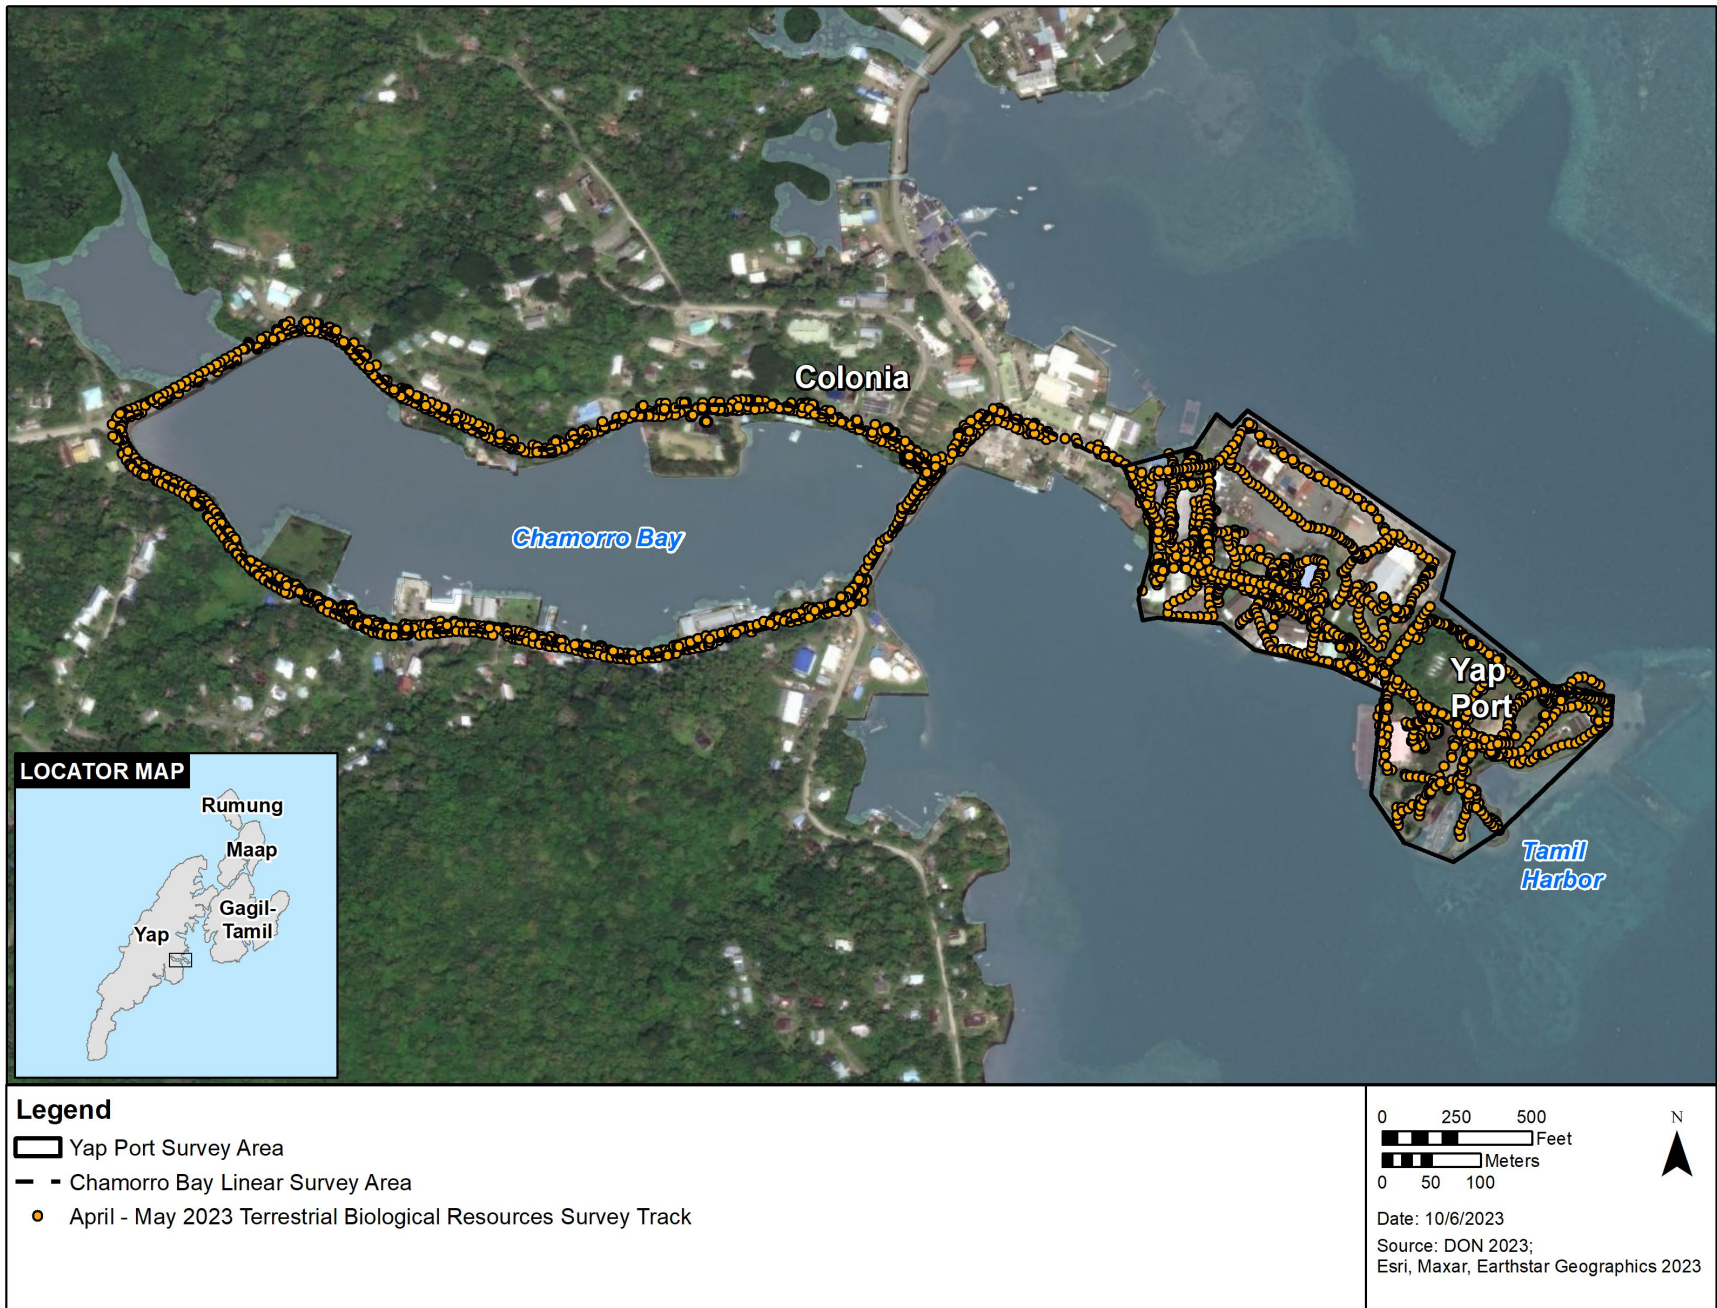 Colonia
Chamorro Bay
Yap
Port
Tamil
Harbor
LOCATOR MAP
Rumung
Maap
Gagil-
Tamil
Yap
Legend
Yap Port Survey Area
Chamorro Bay Linear Survey Area
April - May 2023 Terrestrial Biological Resources Survey Track
0 250 500
Feet
Meters
0 50 100
N
Date: 10/6/2023
Source: DON 2023;
Esri, Maxar, Earthstar Geographics 2023